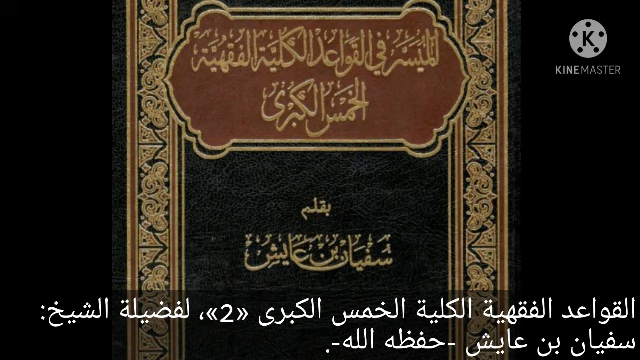 الميسر في القواعد الكلية الفقهية
الخمس الكبرى
KINEMASTER
بقلم
سفيان بن عايش
القواعد الفقهية الكلية الخمس الكبرى «2»، لفضيلة الشيخ:
سفيان بن عايش -حفظه الله-.